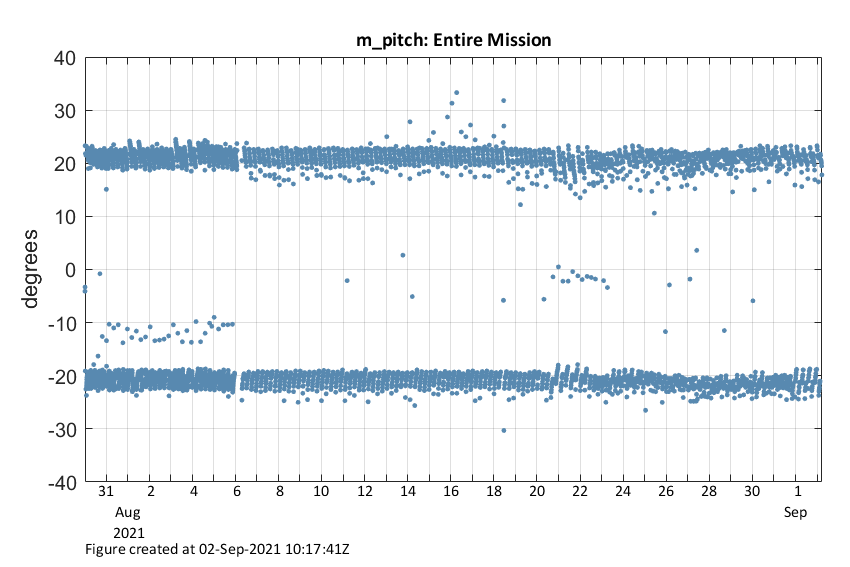 m_pitch: Entire Mission
40
30
20
10
0
-10
-20
-30
-40
degrees
31 2 4 6 8 10 12 14 16 18 20 22 24 26 28 30 1
Aug Sep
2021
Figure created at 02-Sep-2021 10:17:41Z